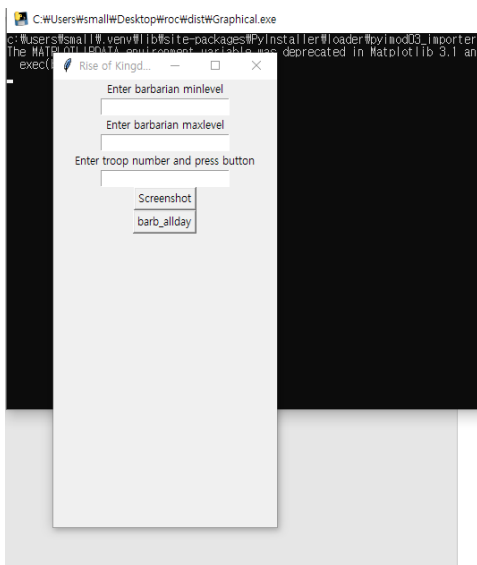 C:₩Users₩small₩Desktop₩roc₩dist₩Graphical.exe
c:₩users₩small₩.venv₩lib₩site-packages₩PyInstaller₩loader₩pyimod03_importer
The MATPLOTLIBDATA environment variable was deprecated in Matplotlib 3.1 an
exec(
Rise of Kingd...
Enter barbarian minlevel
Enter barbarian maxlevel
Enter troop number and press button
Screenshot
barb_allday